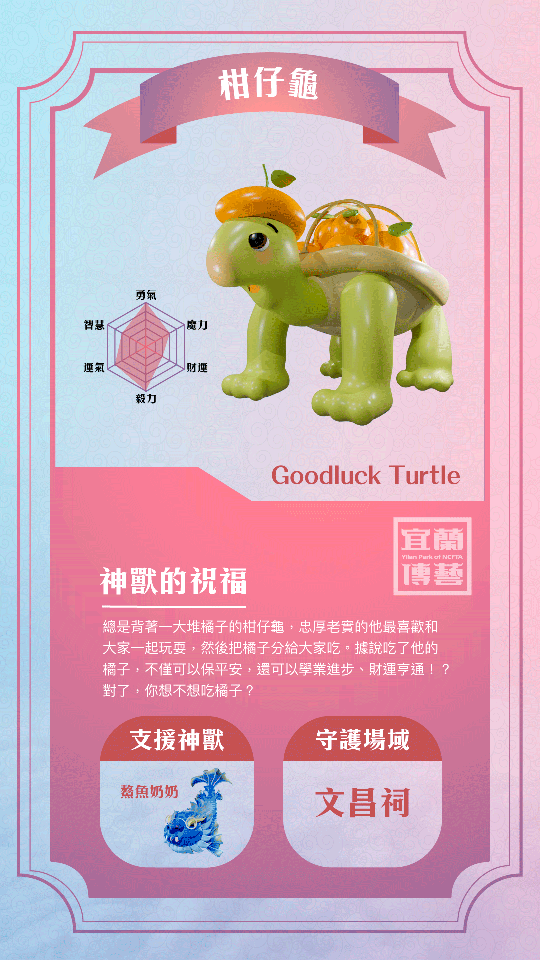 柑仔龜
勇氣
智慧
魔力
運氣
財運
毅力
Goodluck Turtle
宜蘭
Yilan Park of NCFTA
傳藝
神獸的祝福
總是背著一大堆橘子的柑仔龜，忠厚老實的他最喜歡和
大家一起玩耍，然後把橘子分給大家吃。據說吃了他的
橘子，不僅可以保平安，還可以學業進步、財運亨通！？
對了，你想不想吃橘子？
支援神獸
守護場域
鰲魚奶奶
文昌祠